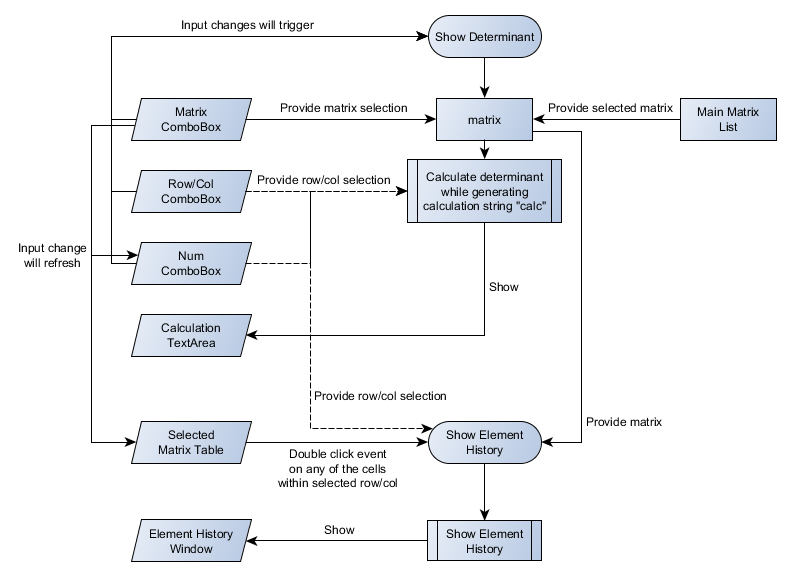 Input changes will trigger
Show Determinant
Matrix
ComboBox
Provide matrix selection
matrix
Provide selected matrix
Main Matrix
List
Row/Col
ComboBox
Provide row/col selection
Calculate determinant
while generating
calculation string "calc"
Input change
will refresh
Num
ComboBox
Show
Calculation
TextArea
Provide row/col selection
Provide matrix
Selected
Matrix Table
Double click event
on any of the cells
within selected row/col
Show Element
History
Element History
Window
Show
Show Element
History